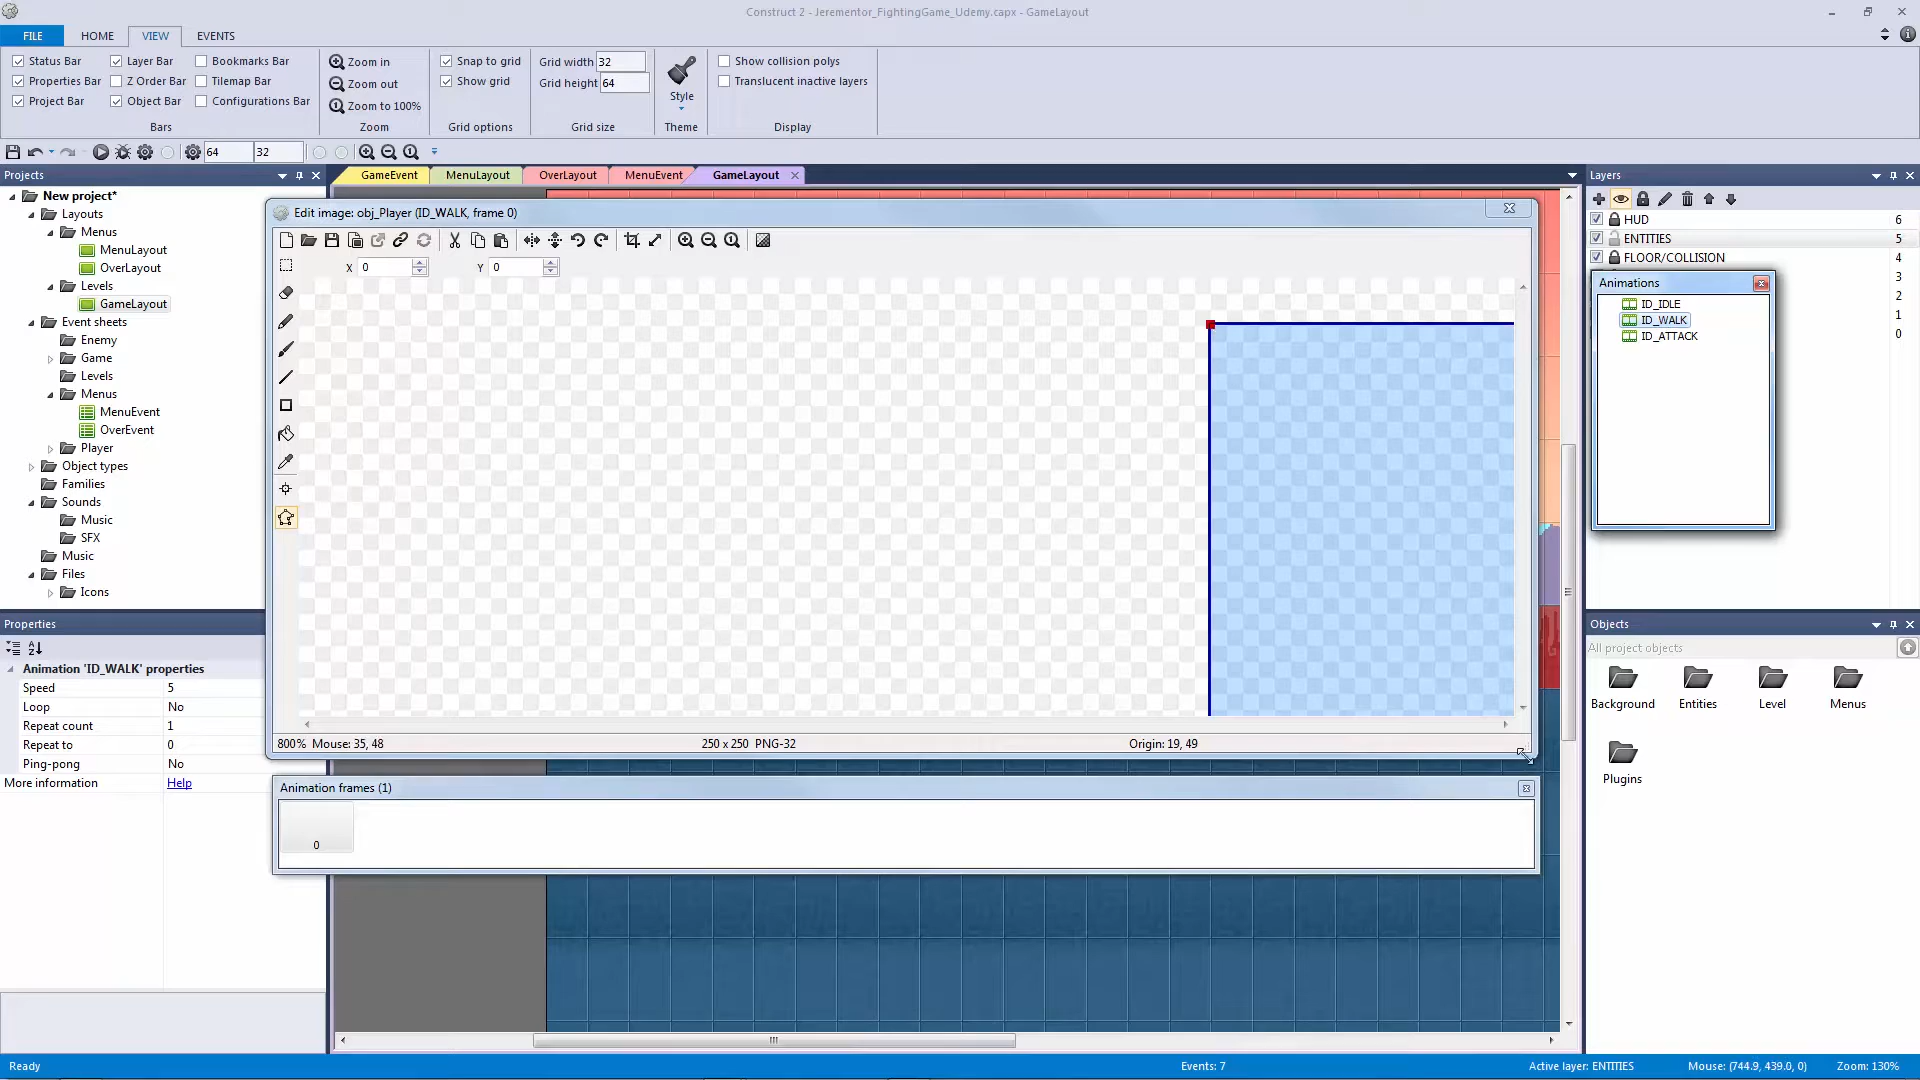 Construct 2 - Jerementor_FightingGame_Udemy.capx - GameLayout
FILE HOME VIEW EVENTS
Status Bar Layer Bar Bookmarks Bar Zoom in Snap to grid Grid width 32 Show collision polys
Properties Bar Z Order Bar Tilemap Bar Zoom out Show grid Grid height 64 Style Translucent inactive layers
Project Bar Object Bar Configurations Bar Zoom to 100%
Bars Zoom Grid options Grid size Theme Display
64 32
Projects
New project*
Layouts
Menus
MenuLayout
OverLayout
Levels
GameLayout
Event sheets
Enemy
Game
Levels
Menus
MenuEvent
OverEvent
Player
Object types
Families
Sounds
Music
SFX
Music
Files
Icons
Properties
Animation 'ID_WALK' properties
Speed 5
Loop No
Repeat count 1
Repeat to 0
Ping-pong No
More information Help
GameEvent MenuLayout OverLayout MenuEvent GameLayout
Edit image: obj_Player (ID_WALK, frame 0)
X 0 Y 0
800% Mouse: 35, 48 250 x 250 PNG-32 Origin: 19, 49
Animation frames (1)
0
Layers
HUD 6
ENTITIES 5
FLOOR/COLLISION 4
3
2
1
0
Animations
ID_IDLE
ID_WALK
ID_ATTACK
Objects
All project objects
Background Entities Level Menus
Plugins
Ready Events: 7 Active layer: ENTITIES Mouse: (744.9, 439.0, 0) Zoom: 130%